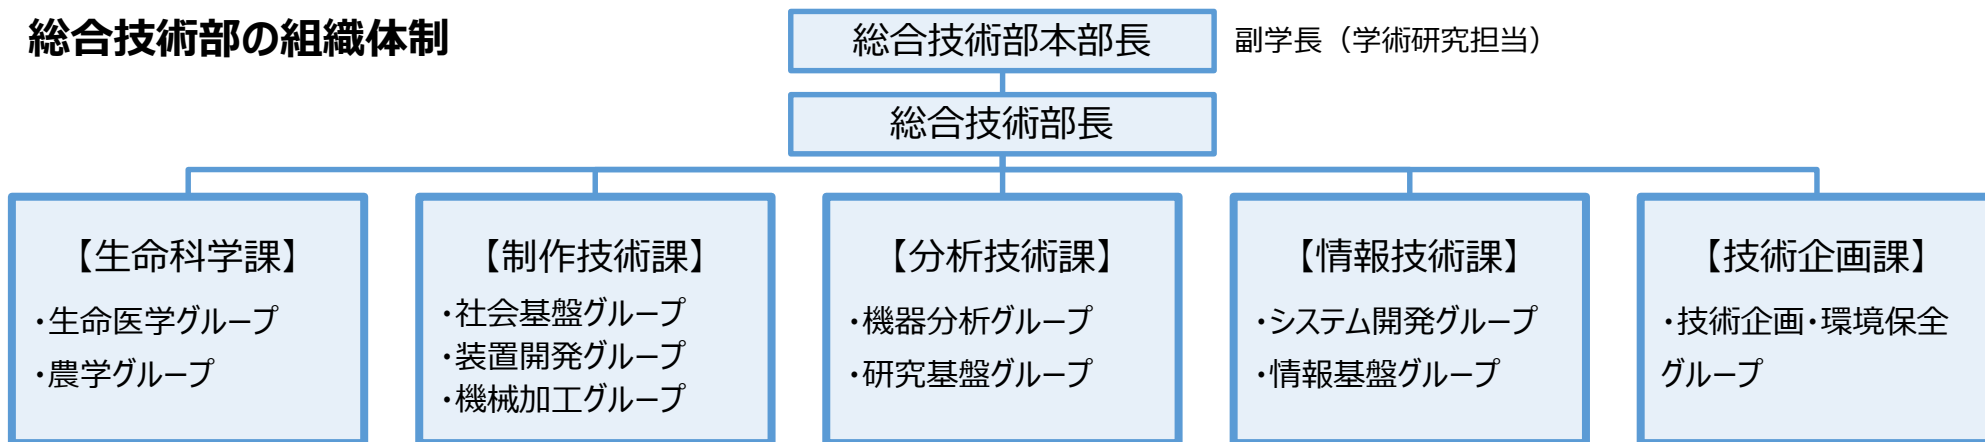 総合技術部の組織体制
総合技術部本部長
副学長（学術研究担当）
総合技術部長
【生命科学課】
・生命医学グループ
・農学グループ
【制作技術課】
・社会基盤グループ
・装置開発グループ
・機械加工グループ
【分析技術課】
・機器分析グループ
・研究基盤グループ
【情報技術課】
・システム開発グループ
・情報基盤グループ
【技術企画課】
・技術企画・環境保全
グループ